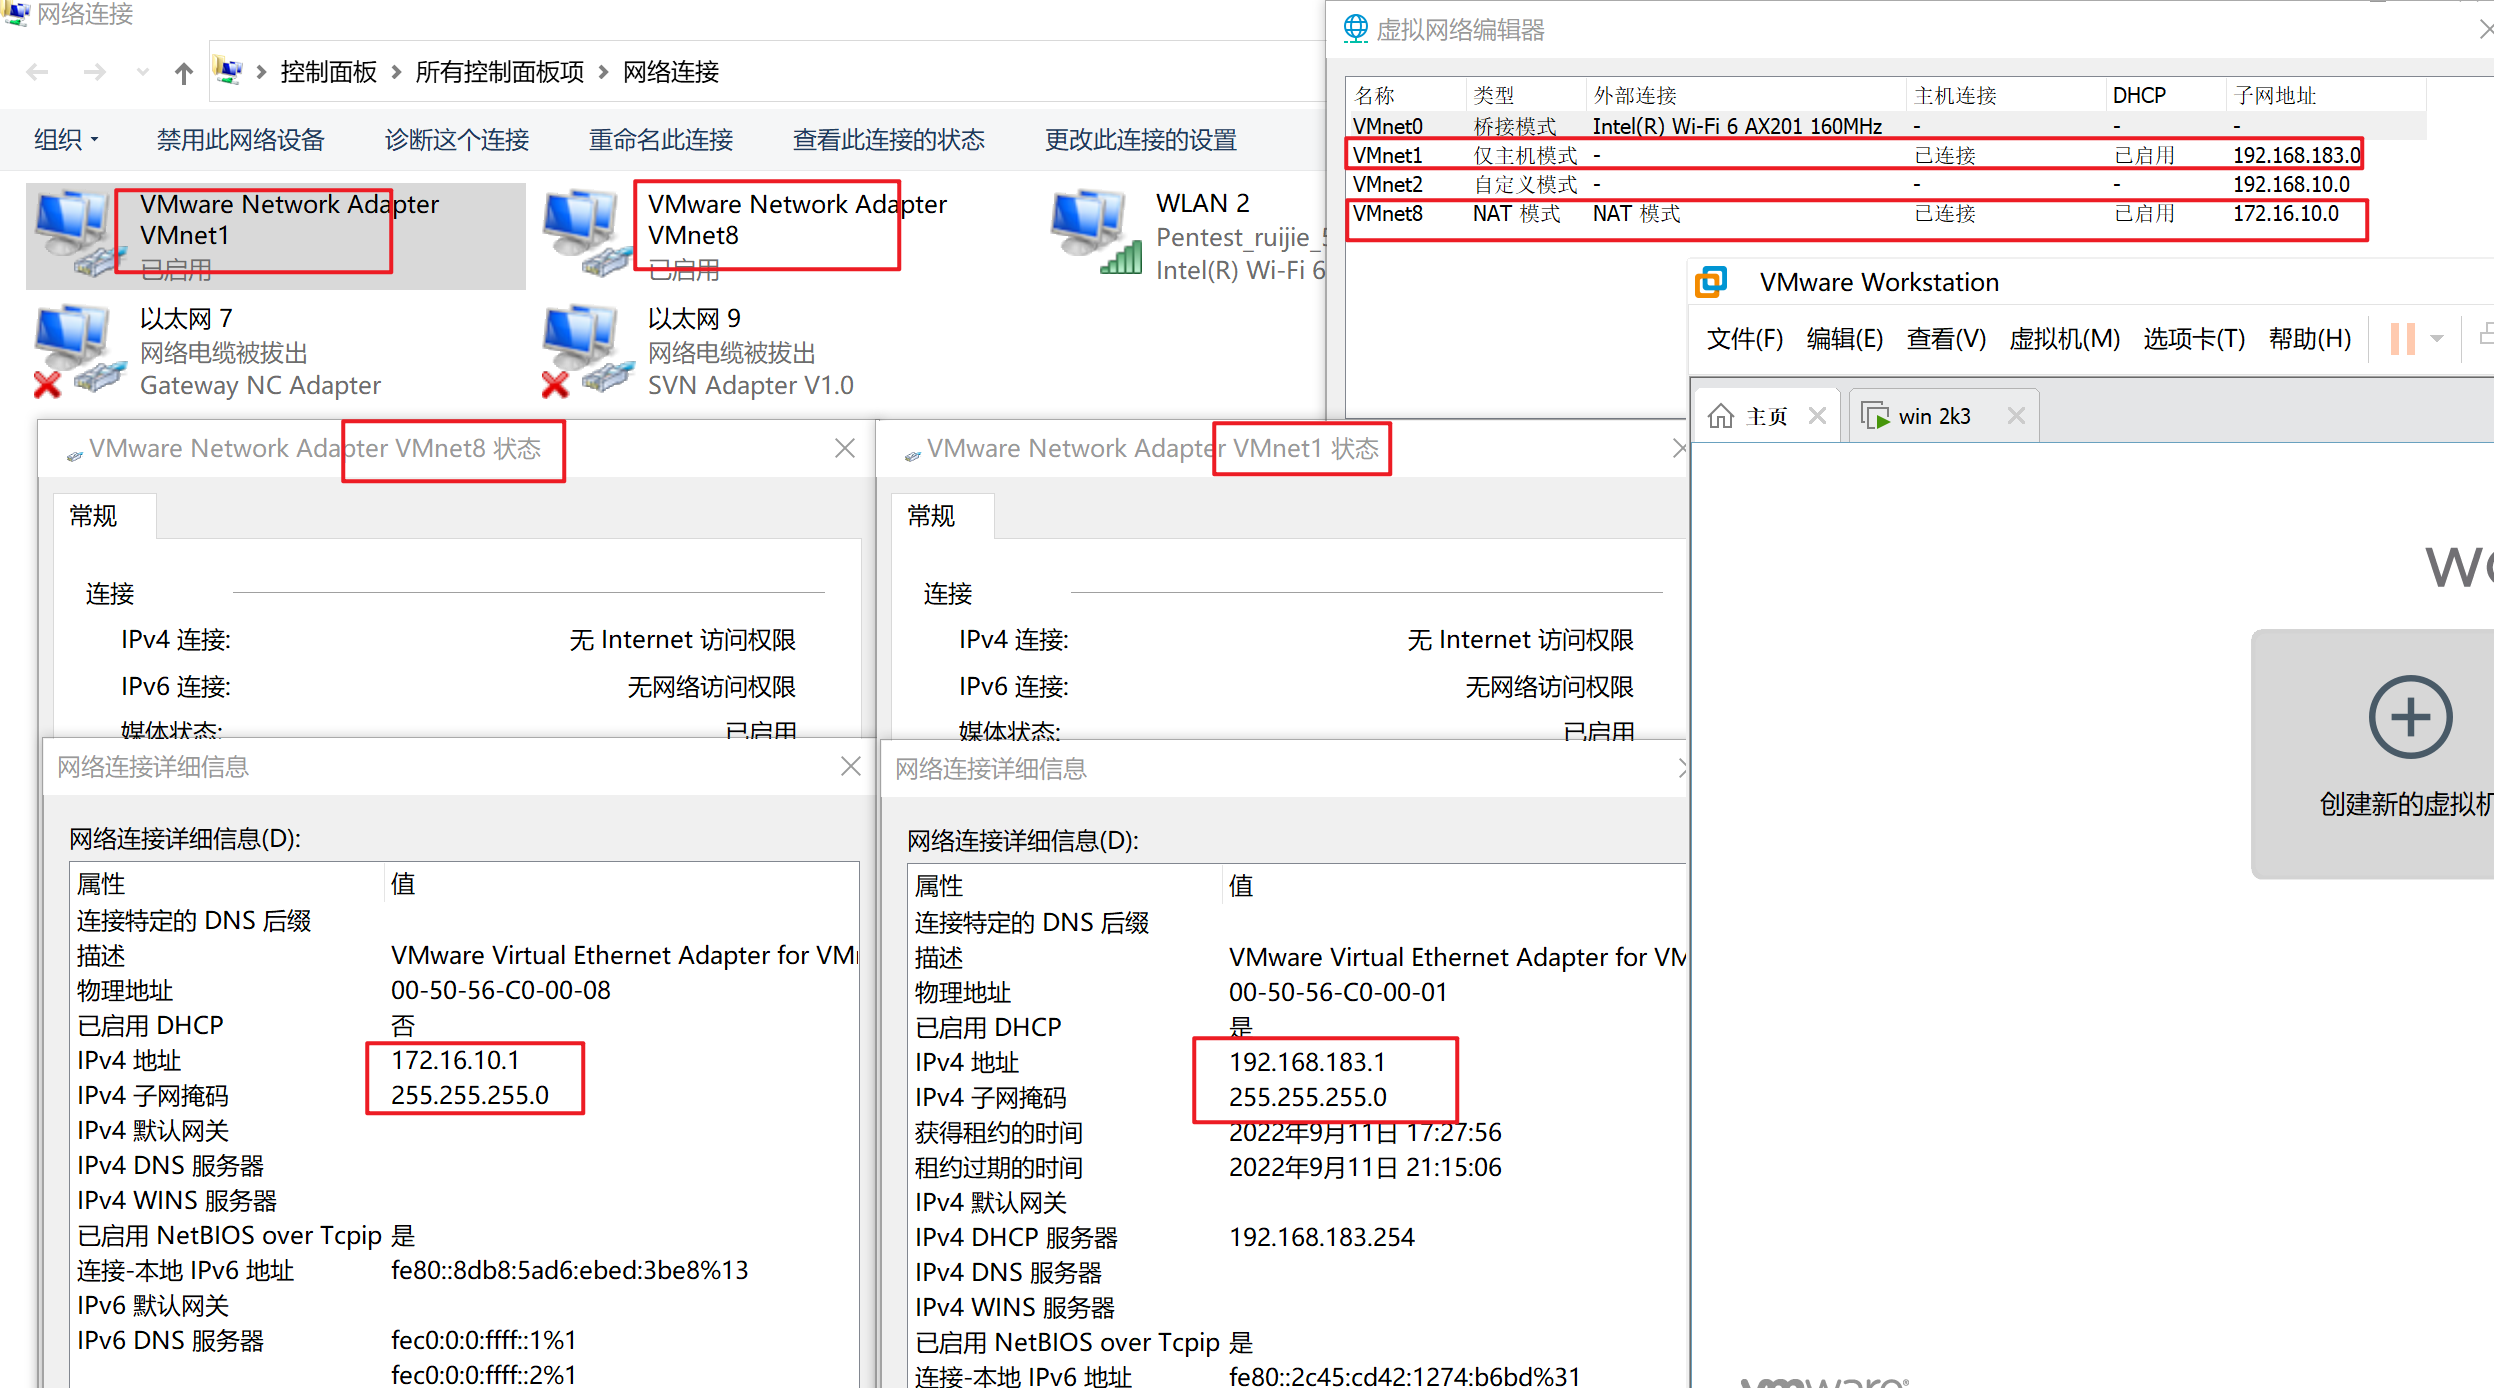 网络连接
控制面板 > 所有控制面板项 > 网络连接
组织 禁用此网络设备 诊断这个连接 重命名此连接 查看此连接的状态 更改此连接的设置
VMware Network Adapter
VMnet1
已启用
VMware Network Adapter
VMnet8
已启用
WLAN 2
Pentest_ruijie_
Intel(R) Wi-Fi 6
以太网 7
网络电缆被拔出
Gateway NC Adapter
以太网 9
网络电缆被拔出
SVN Adapter V1.0
虚拟网络编辑器
名称 类型 外部连接 主机连接 DHCP 子网地址
VMnet0 桥接模式 Intel(R) Wi-Fi 6 AX201 160MHz - - -
VMnet1 仅主机模式 - 已连接 已启用 192.168.183.0
VMnet2 自定义模式 - - - 192.168.10.0
VMnet8 NAT 模式 NAT 模式 已连接 已启用 172.16.10.0
VMware Workstation
文件(F) 编辑(E) 查看(V) 虚拟机(M) 选项卡(T) 帮助(H)
主页 win 2k3
创建新的虚拟机
vmware®
VMware Network Adapter VMnet8 状态
常规
连接
IPv4 连接: 无 Internet 访问权限
IPv6 连接: 无网络访问权限
媒体状态: 已启用
网络连接详细信息
网络连接详细信息(D):
属性 值
连接特定的 DNS 后缀
描述 VMware Virtual Ethernet Adapter for
物理地址 00-50-56-C0-00-08
已启用 DHCP 否
IPv4 地址 172.16.10.1
IPv4 子网掩码 255.255.255.0
IPv4 默认网关
IPv4 DNS 服务器
IPv4 WINS 服务器
已启用 NetBIOS over Tcpip 是
连接-本地 IPv6 地址 fe80::8db8:5ad6:ebed:3be8%13
IPv6 默认网关
IPv6 DNS 服务器 fec0:0:0:ffff::1%1
fec0:0:0:ffff::2%1
VMware Network Adapter VMnet1 状态
常规
连接
IPv4 连接: 无 Internet 访问权限
IPv6 连接: 无网络访问权限
媒体状态: 已启用
网络连接详细信息
网络连接详细信息(D):
属性 值
连接特定的 DNS 后缀
描述 VMware Virtual Ethernet Adapter for
物理地址 00-50-56-C0-00-01
已启用 DHCP 是
IPv4 地址 192.168.183.1
IPv4 子网掩码 255.255.255.0
获得租约的时间 2022年9月11日 17:27:56
租约过期的时间 2022年9月11日 21:15:06
IPv4 默认网关
IPv4 DHCP 服务器 192.168.183.254
IPv4 DNS 服务器
IPv4 WINS 服务器
已启用 NetBIOS over Tcpip 是
连接-本地 IPv6 地址 fe80::2c45:cd42:1274:b6bd%31